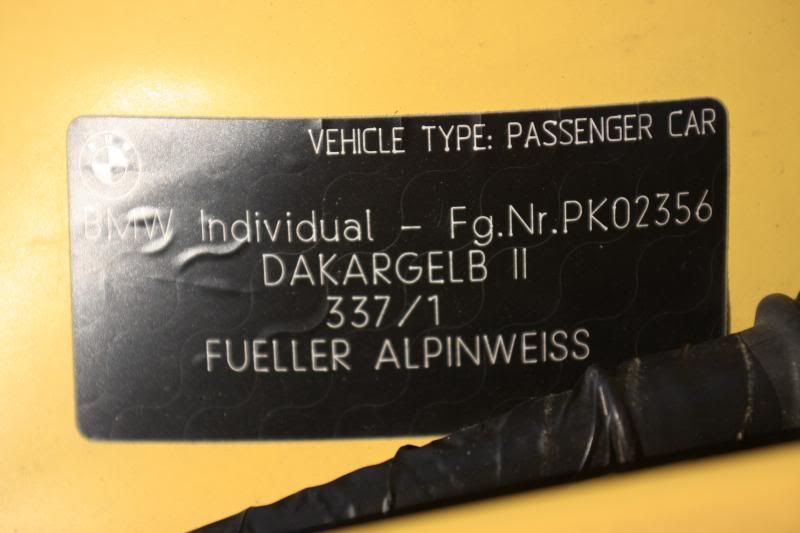 VEHICLE TYPE: PASSENGER CAR
BMW Individual - Fg.Nr.PK02356
DAKARGELB II
337/1
FUELLER ALPINWEISS